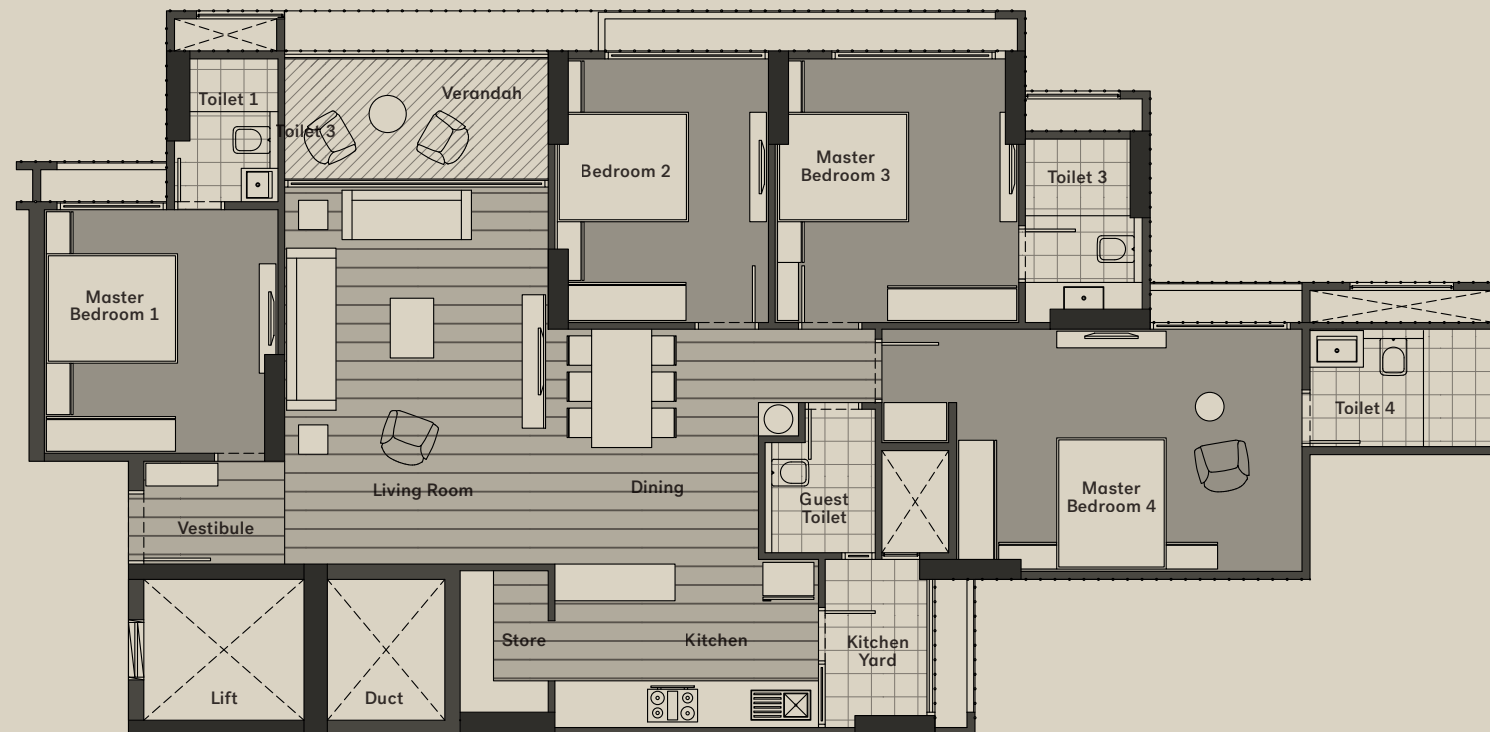 Verandah
Toilet 1
Toilet 3
Bedroom 2
Master
Bedroom 3
Toilet 3
Master
Bedroom 1
Toilet 4
Living Room
Dining
Guest
Toilet
Master
Bedroom 4
Vestibule
Store
Kitchen
Kitchen
Yard
Lift
Duct